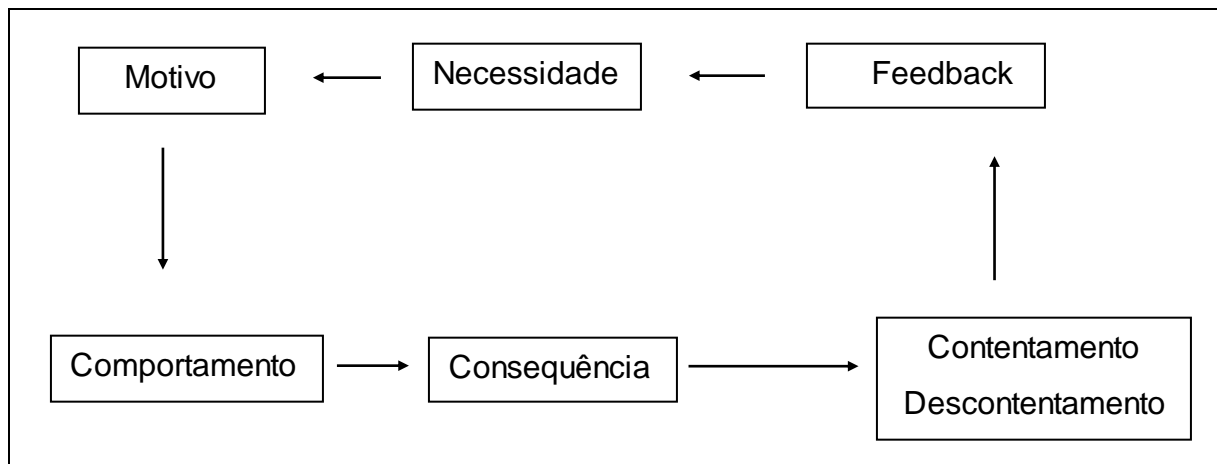 Motivo
Necessidade
Feedback
Comportamento
Consequência
Contentamento
Descontentamento